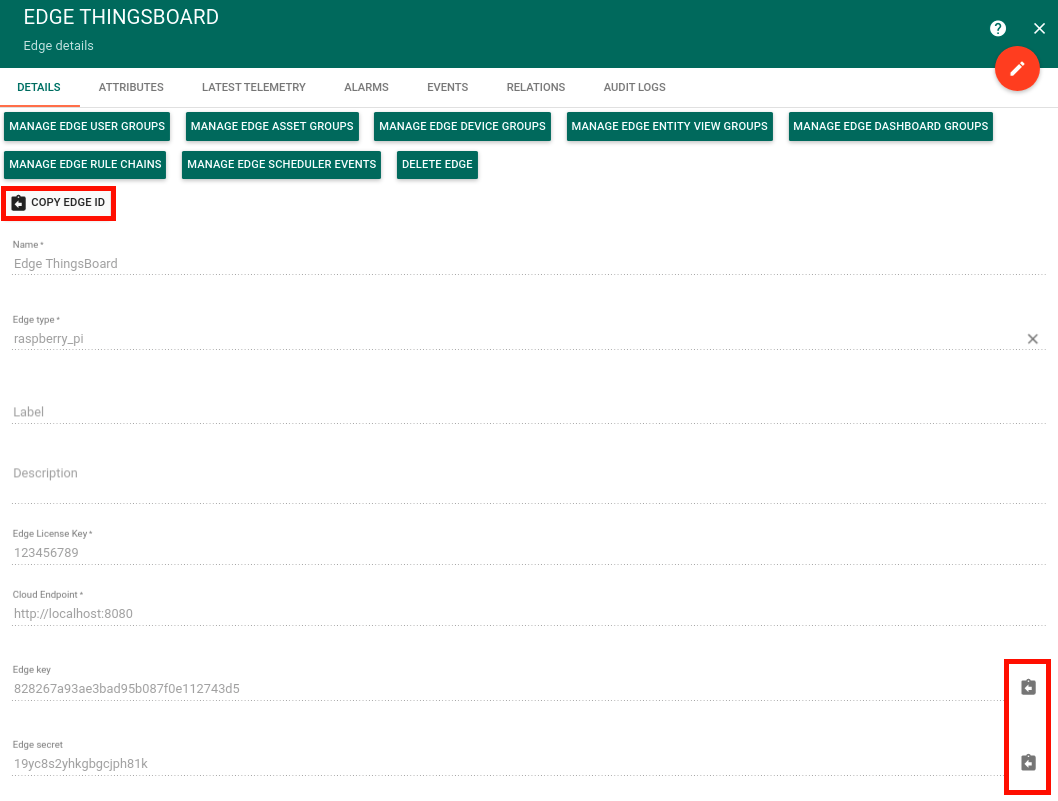 EDGE THINGSBOARD
Edge details
DETAILS ATTRIBUTES LATEST TELEMETRY ALARMS EVENTS RELATIONS AUDIT LOGS
MANAGE EDGE USER GROUPS MANAGE EDGE ASSET GROUPS MANAGE EDGE DEVICE GROUPS MANAGE EDGE ENTITY VIEW GROUPS MANAGE EDGE DASHBOARD GROUPS
MANAGE EDGE RULE CHAINS MANAGE EDGE SCHEDULER EVENTS DELETE EDGE
COPY EDGE ID
Name *
Edge ThingsBoard
Edge type *
raspberry_pi
Label
Description
Edge License Key *
123456789
Cloud Endpoint *
http://localhost:8080
Edge key
828267a93ae3bad95b087f0e112743d5
Edge secret
19yc8s2yhkgbgcjph81k